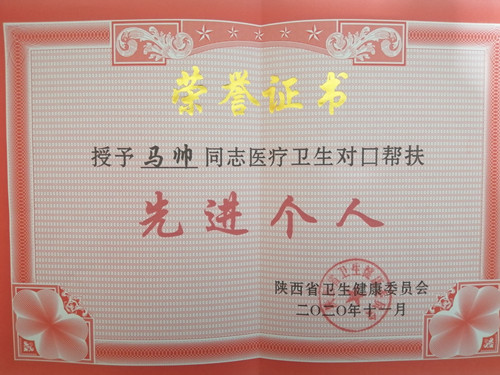 荣誉证书
授予 马帅 同志医疗卫生对口帮扶
先进个人
陕西省卫生健康委员会
二〇二〇年十一月